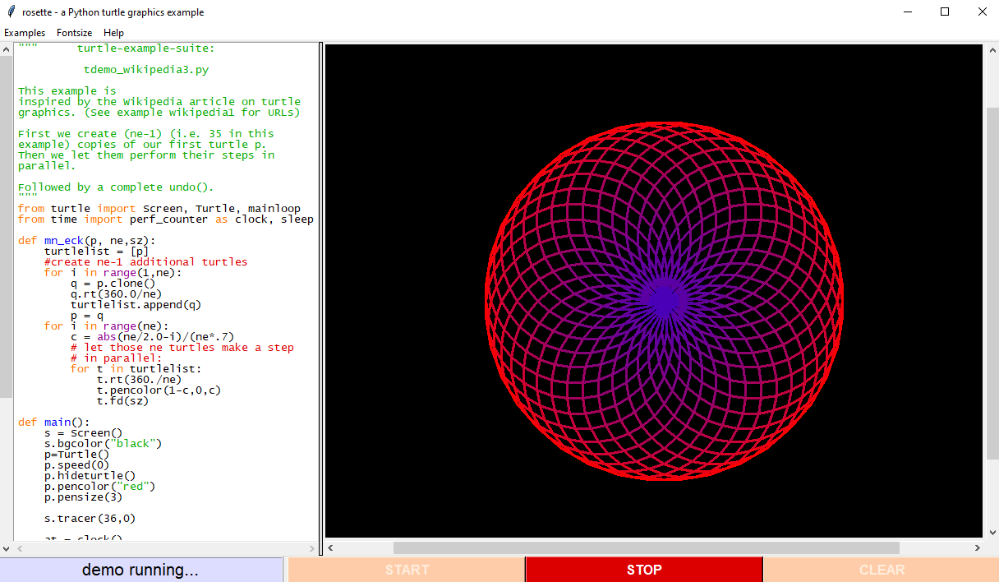 rosette - a Python turtle graphics example
Examples Fontsize Help
""" turtle-example-suite:
tdemo_wikipedia3.py
This example is
inspired by the Wikipedia article on turtle
graphics. (See example wikipedia1 for URLs)
First we create (ne-1) (i.e. 35 in this
example) copies of our first turtle p.
Then we let them perform their steps in
parallel.
Followed by a complete undo().
"""
from turtle import Screen, Turtle, mainloop
from time import perf_counter as clock, sleep
def mn_eck(p, ne,sz):
turtlelist = [p]
#create ne-1 additional turtles
for i in range(1,ne):
q = p.clone()
q.rt(360.0/ne)
turtlelist.append(q)
p = q
for i in range(ne):
c = abs(ne/2.0-i)/(ne*.7)
# let those ne turtles make a step
# in parallel:
for t in turtlelist:
t.rt(360./ne)
t.pencolor(1-c,0,c)
t.fd(sz)
def main():
s = Screen()
s.bgcolor("black")
p=Turtle()
p.speed(0)
p.hideturtle()
p.pencolor("red")
p.pensize(3)
s.tracer(36,0)
at = clock()
demo running...
START
STOP
CLEAR